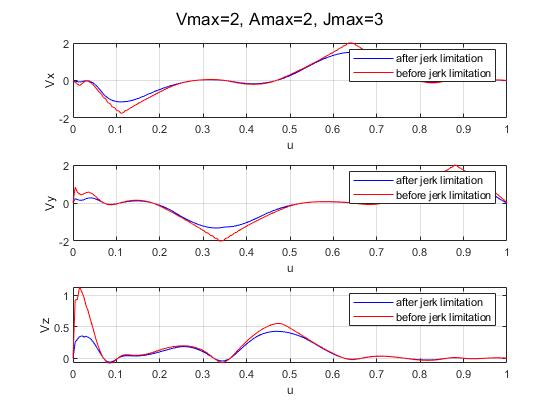 Vmax=2, Amax=2, Jmax=3
2
0
-2
Vx
after jerk limitation
before jerk limitation
0 0.1 0.2 0.3 0.4 0.5 0.6 0.7 0.8 0.9 1
u
2
0
-2
Vy
after jerk limitation
before jerk limitation
0 0.1 0.2 0.3 0.4 0.5 0.6 0.7 0.8 0.9 1
u
1
0.5
0
Vz
after jerk limitation
before jerk limitation
0 0.1 0.2 0.3 0.4 0.5 0.6 0.7 0.8 0.9 1
u